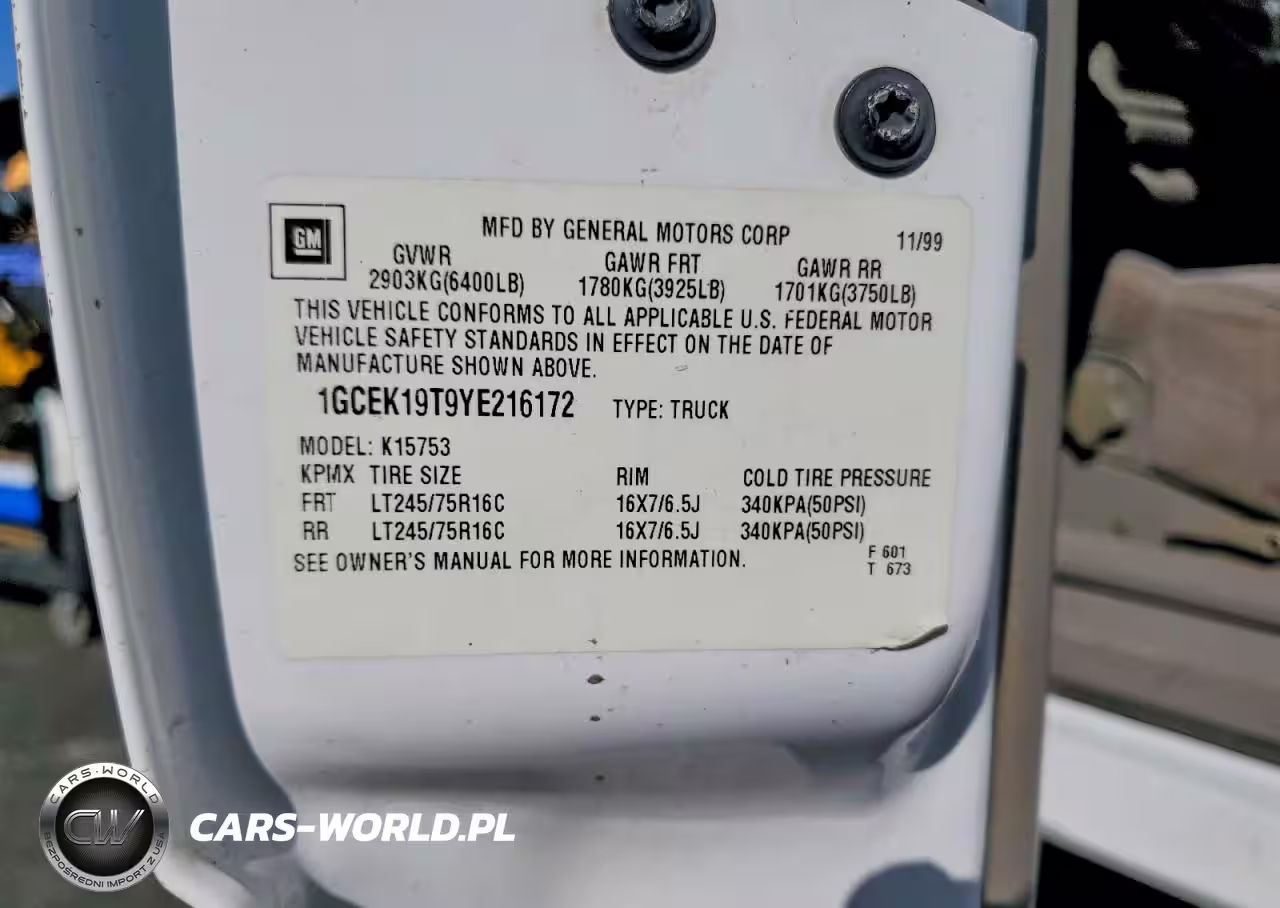 GM
MFD BY GENERAL MOTORS CORP 11/99
GVWR GAWR FRT GAWR RR
2903KG(6400LB) 1780KG(3925LB) 1701KG(3750LB)
THIS VEHICLE CONFORMS TO ALL APPLICABLE U.S. FEDERAL MOTOR
VEHICLE SAFETY STANDARDS IN EFFECT ON THE DATE OF
MANUFACTURE SHOWN ABOVE.
1GCEK19T9YE216172 TYPE: TRUCK
MODEL: K15753
KPMX TIRE SIZE RIM COLD TIRE PRESSURE
FRT LT245/75R16C 16X7/6.5J 340KPA(50PSI)
RR LT245/75R16C 16X7/6.5J 340KPA(50PSI)
SEE OWNER'S MANUAL FOR MORE INFORMATION.
F 601
T 673
CARS-WORLD
CW
BEZPOŚREDNI IMPORT Z USA
CARS-WORLD.PL